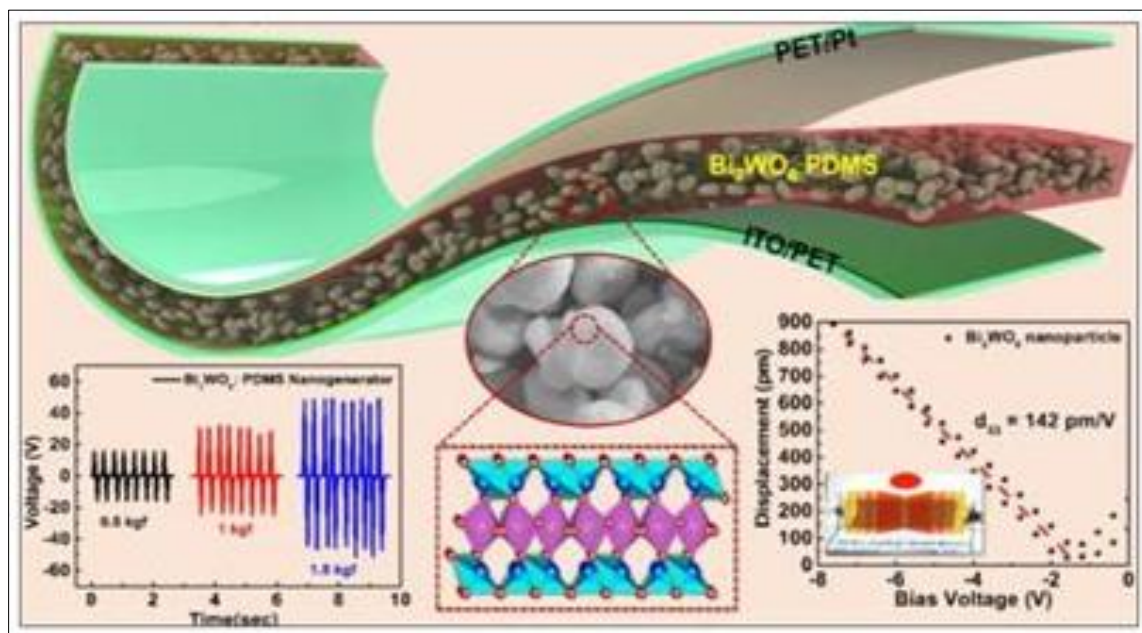 PET/Pt
Bi₂WO₆:PDMS
ITO/PET
60
40
20
0
-20
-40
-60
Voltage (V)
Bi₂WO₆: PDMS Nanogenerator
0.5 kgf
1 kgf
1.5 kgf
0 2 4 6 8 10
Time(sec)
900
800
700
600
500
400
300
200
100
0
Displacement (pm)
Bi₂WO₆ nanoparticle
d₃₃ = 142 pm/V
-8 -6 -4 -2 0
Bias Voltage (V)